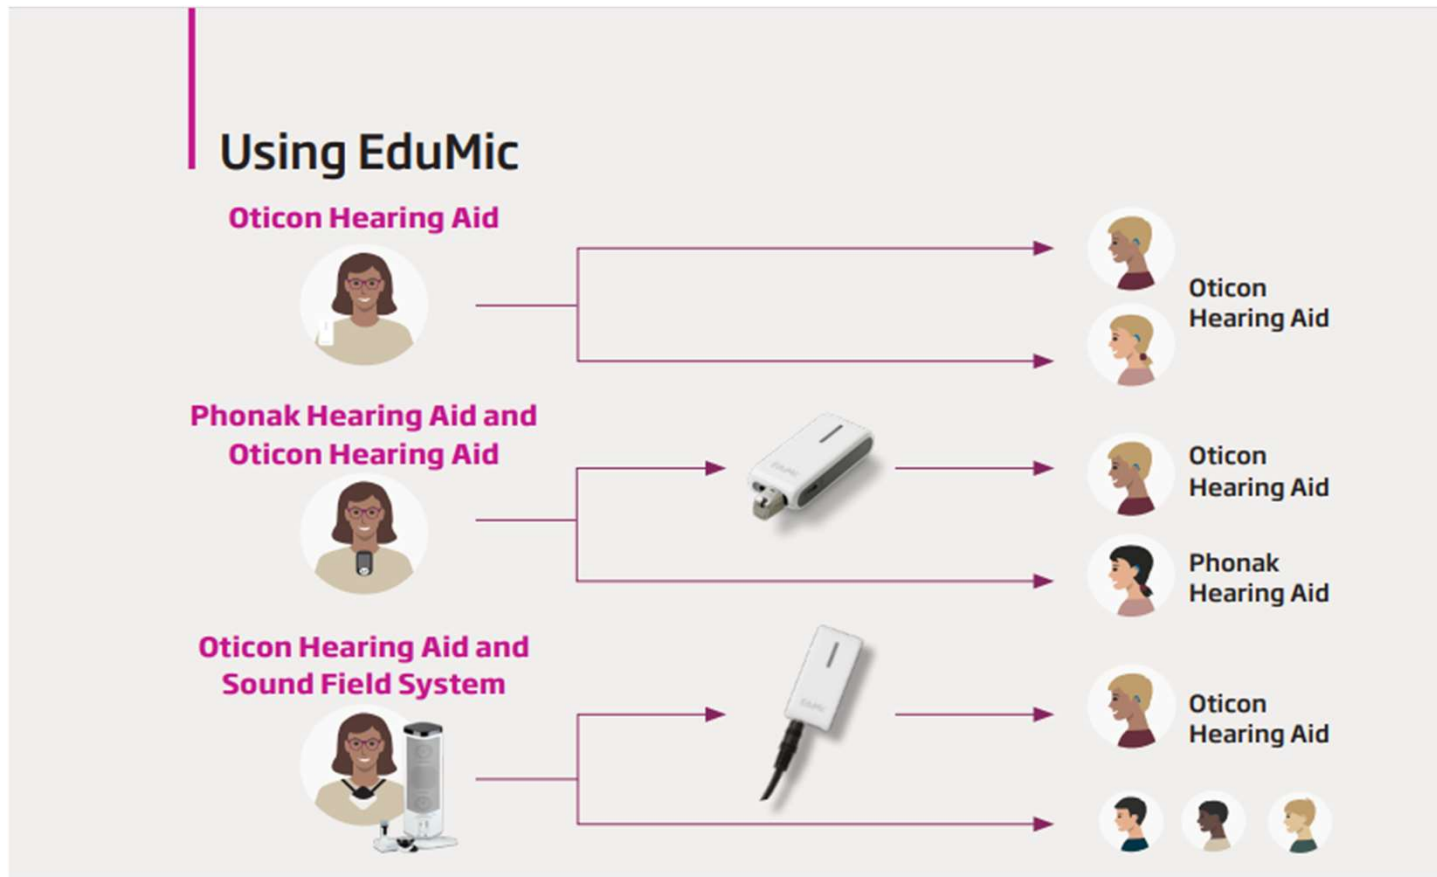 Using EduMic
Oticon Hearing Aid
Oticon
Hearing Aid
Phonak Hearing Aid and
Oticon Hearing Aid
Oticon
Hearing Aid
Phonak
Hearing Aid
Oticon Hearing Aid and
Sound Field System
Oticon
Hearing Aid